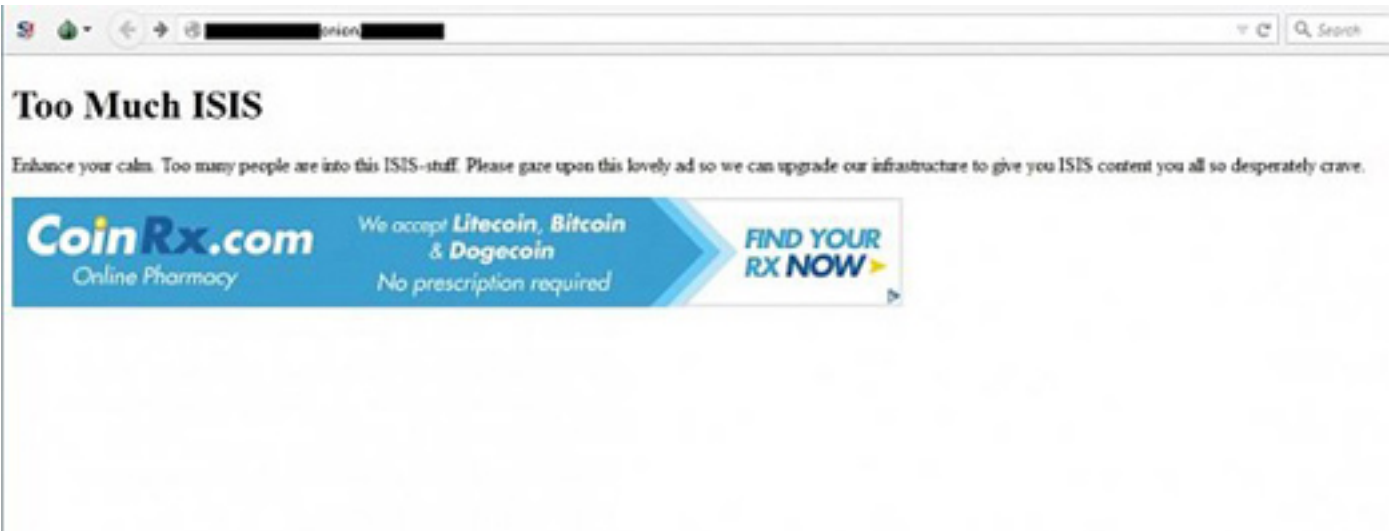 onion
Search
Too Much ISIS
Enhance your calm. Too many people are into this ISIS-stuff. Please gaze upon this lovely ad so we can upgrade our infrastructure to give you ISIS content you all so desperately crave.
CoinRx.com
Online Pharmacy
We accept Litecoin, Bitcoin
& Dogecoin
No prescription required
FIND YOUR
RX NOW